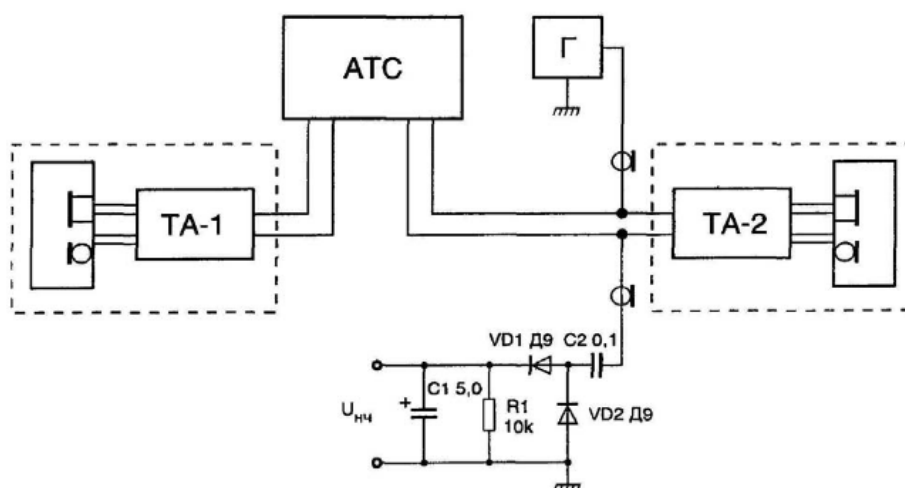 АТС
Г
ТА-1
ТА-2
VD1 Д9
C2 0,1
C1 5,0
+
Uнч
R1
10k
VD2 Д9